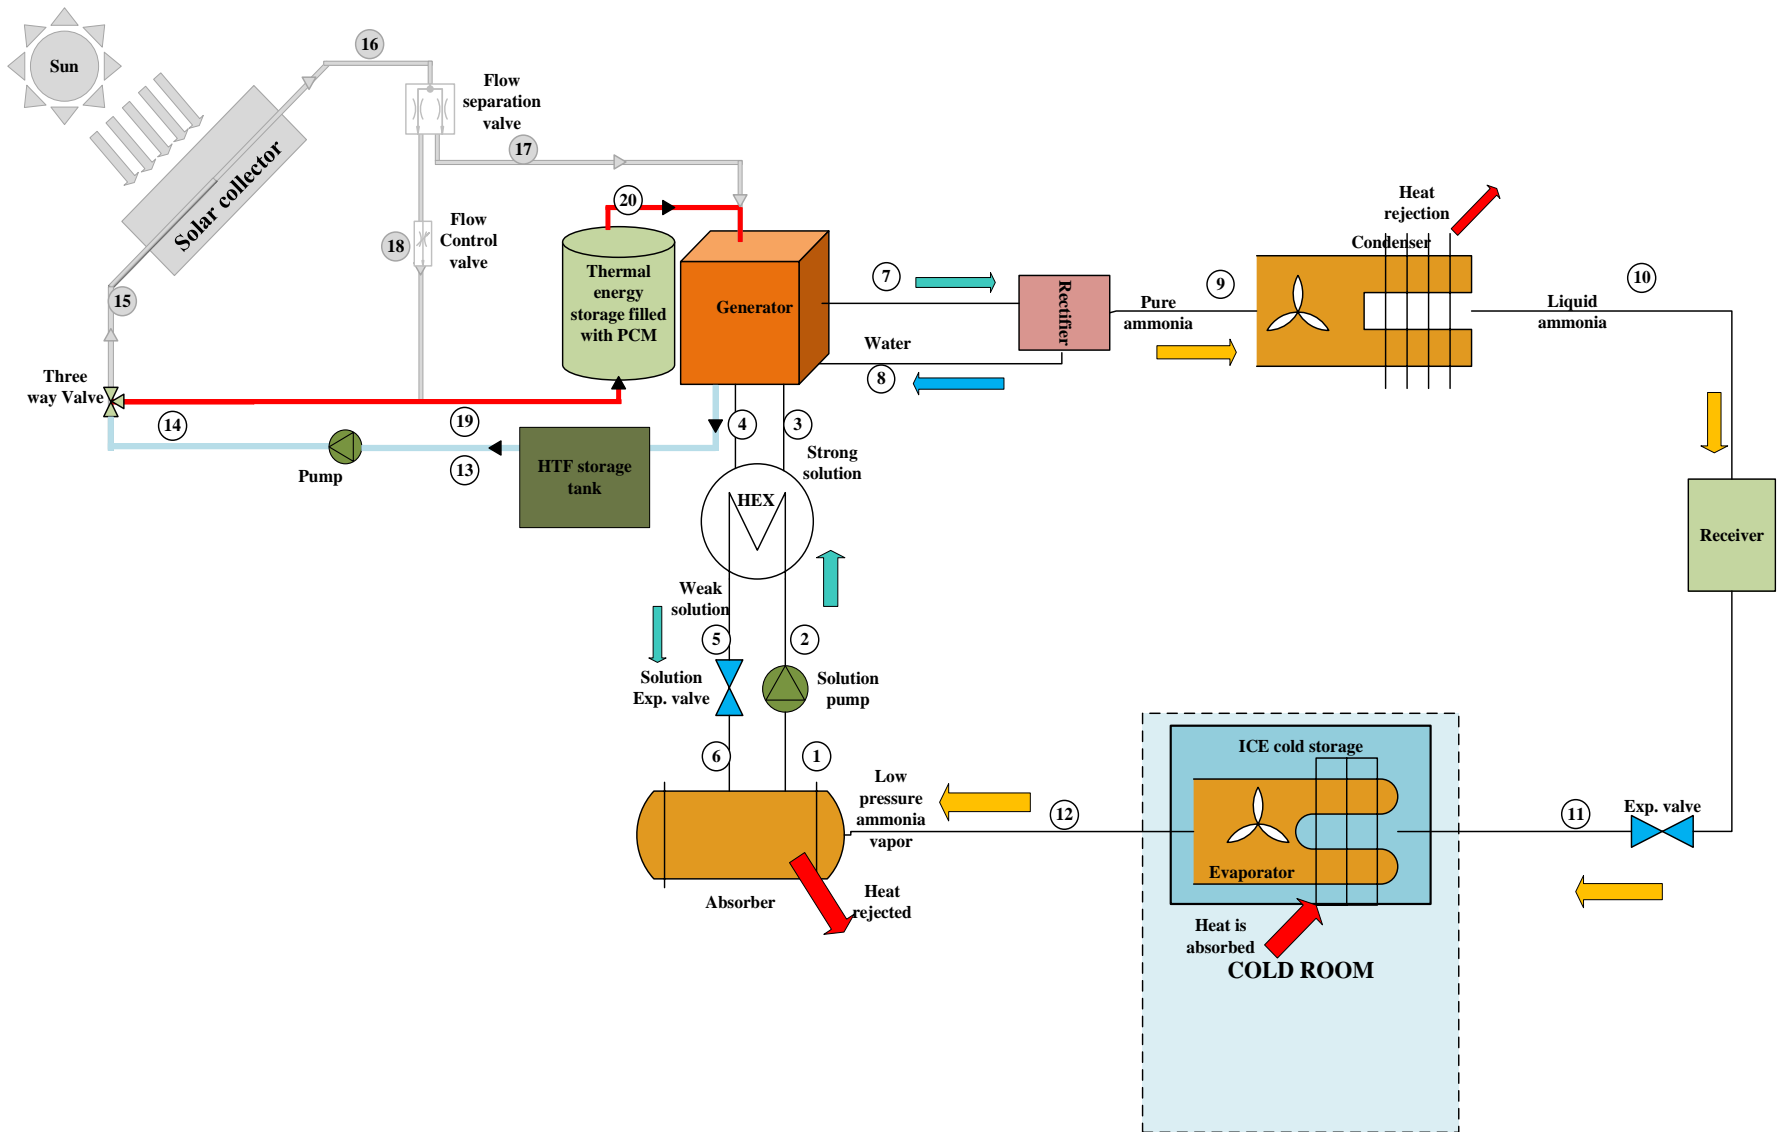 Sun
16
Flow
separation
valve
17
Solar collector
15
18
Flow
Control
valve
20
Thermal
energy
storage filled
with PCM
Generator
7
Rectifier
Water
8
Pure
ammonia
9
Heat
rejection
Condenser
10
Liquid
ammonia
Three
way Valve
14
19
13
Pump
HTF storage
tank
4
3
Strong
solution
HEX
Receiver
Weak
solution
5
2
Solution
Exp. valve
Solution
pump
6
1
Low
pressure
ammonia
vapor
12
ICE cold storage
Evaporator
11
Exp. valve
Absorber
Heat
rejected
Heat is
absorbed
COLD ROOM